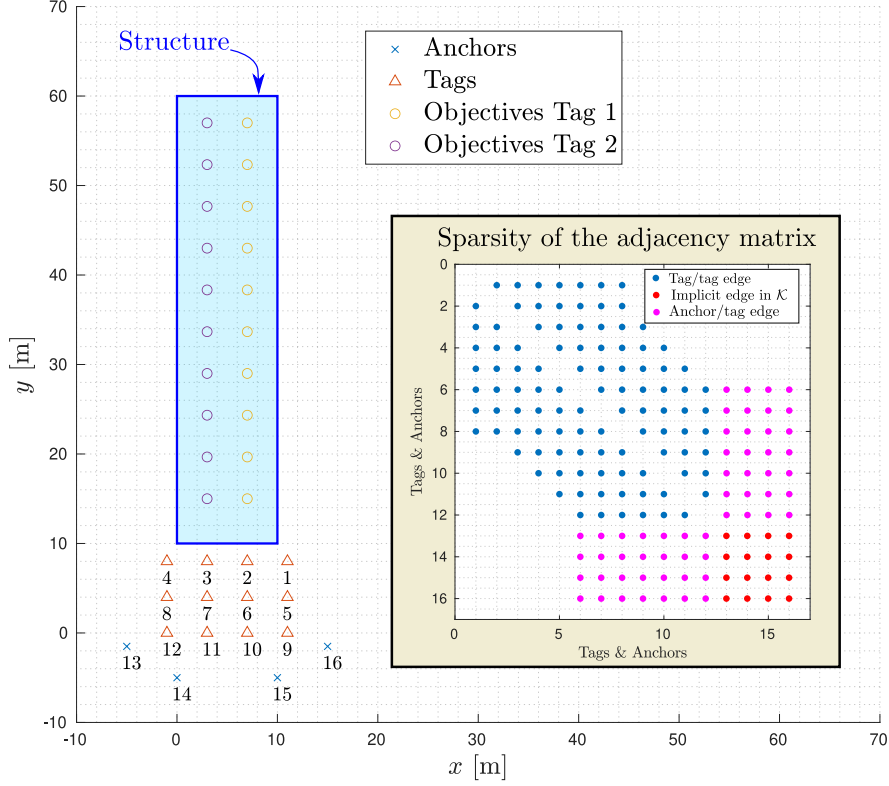 70
60
50
40
30
20
10
0
-10
y [m]
-10
0
10
20
30
40
50
60
70
x [m]
Structure
Anchors
Tags
Objectives Tag 1
Objectives Tag 2
4 3 2 1
8 7 6 5
12 11 10 9
13 16
14 15
Sparsity of the adjacency matrix
Tag/tag edge
Implicit edge in 𝒦
Anchor/tag edge
0
2
4
6
8
10
12
14
16
Tags & Anchors
0 5 10 15
Tags & Anchors